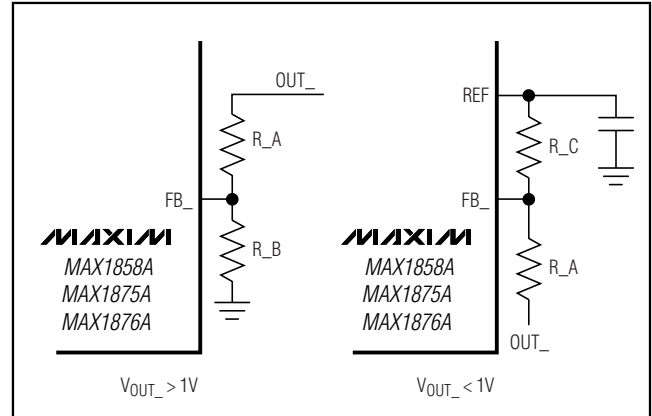 OUT_
R_A
FB_
R_B
MAXIM
MAX1858A
MAX1875A
MAX1876A
VOUT_ > 1V
REF
R_C
FB_
R_A
MAXIM
MAX1858A
MAX1875A
MAX1876A
OUT_
VOUT_ < 1V